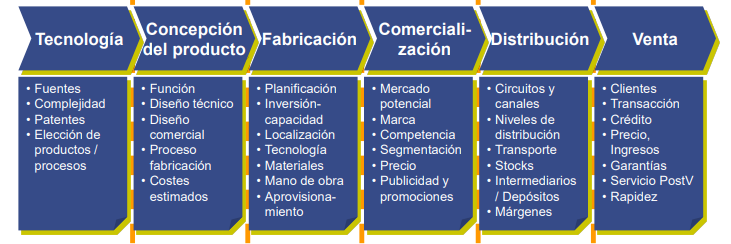 Tecnología
Concepción
del producto
Fabricación
Comerciali-
zación
Distribución
Venta
• Fuentes
• Complejidad
• Patentes
• Elección de
productos /
procesos
• Función
• Diseño técnico
• Diseño
comercial
• Proceso
fabricación
• Costes
estimados
• Planificación
• Inversión-
capacidad
• Localización
• Tecnología
• Materiales
• Mano de obra
• Aprovisiona-
miento
• Mercado
potencial
• Marca
• Competencia
• Segmentación
• Precio
• Publicidad y
promociones
• Circuitos y
canales
• Niveles de
distribución
• Transporte
• Stocks
• Intermediarios
/ Depósitos
• Márgenes
• Clientes
• Transacción
• Crédito
• Precio,
Ingresos
• Garantías
• Servicio PostV
• Rapidez